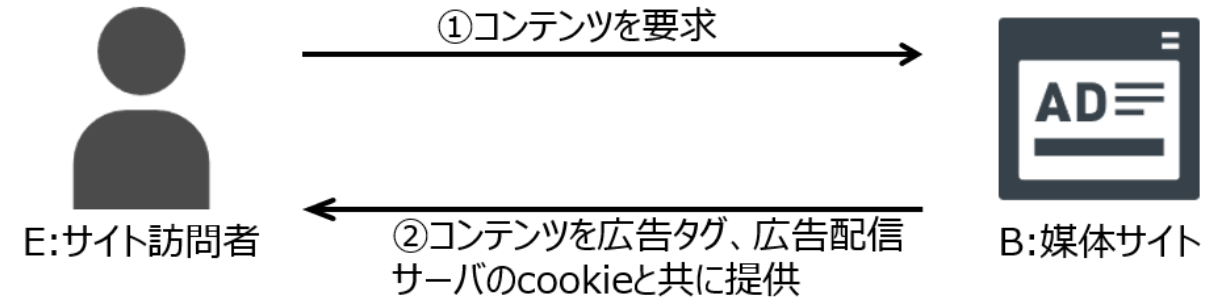 ①コンテンツを要求
AD
E:サイト訪問者
②コンテンツを広告タグ、広告配信
サーバのcookieと共に提供
B:媒体サイト